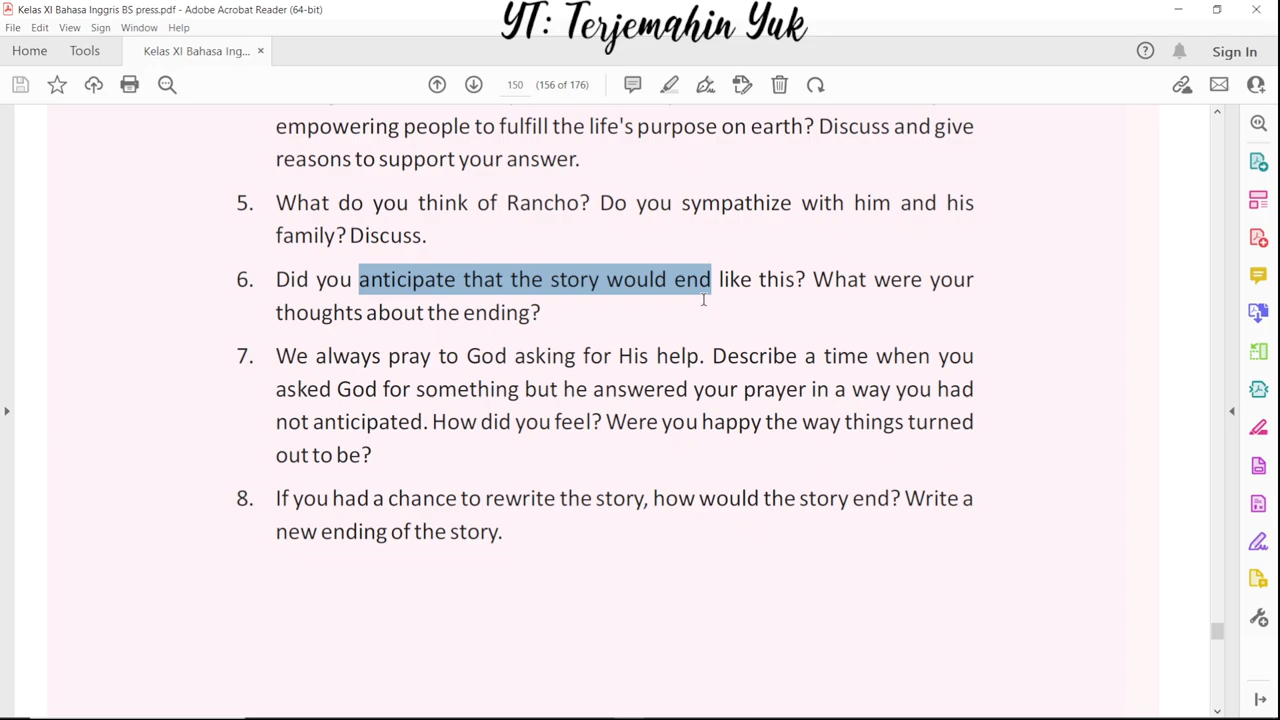 Kelas XI Bahasa Inggris BS press.pdf - Adobe Acrobat Reader (64-bit)
YT: Terjemahin Yuk
File Edit View Sign Window Help
Home Tools Kelas XI Bahasa Ing... × Sign In
150 (156 of 176)
empowering people to fulfill the life's purpose on earth? Discuss and give
reasons to support your answer.
5. What do you think of Rancho? Do you sympathize with him and his
family? Discuss.
6. Did you anticipate that the story would end like this? What were your
thoughts about the ending?
7. We always pray to God asking for His help. Describe a time when you
asked God for something but he answered your prayer in a way you had
not anticipated. How did you feel? Were you happy the way things turned
out to be?
8. If you had a chance to rewrite the story, how would the story end? Write a
new ending of the story.